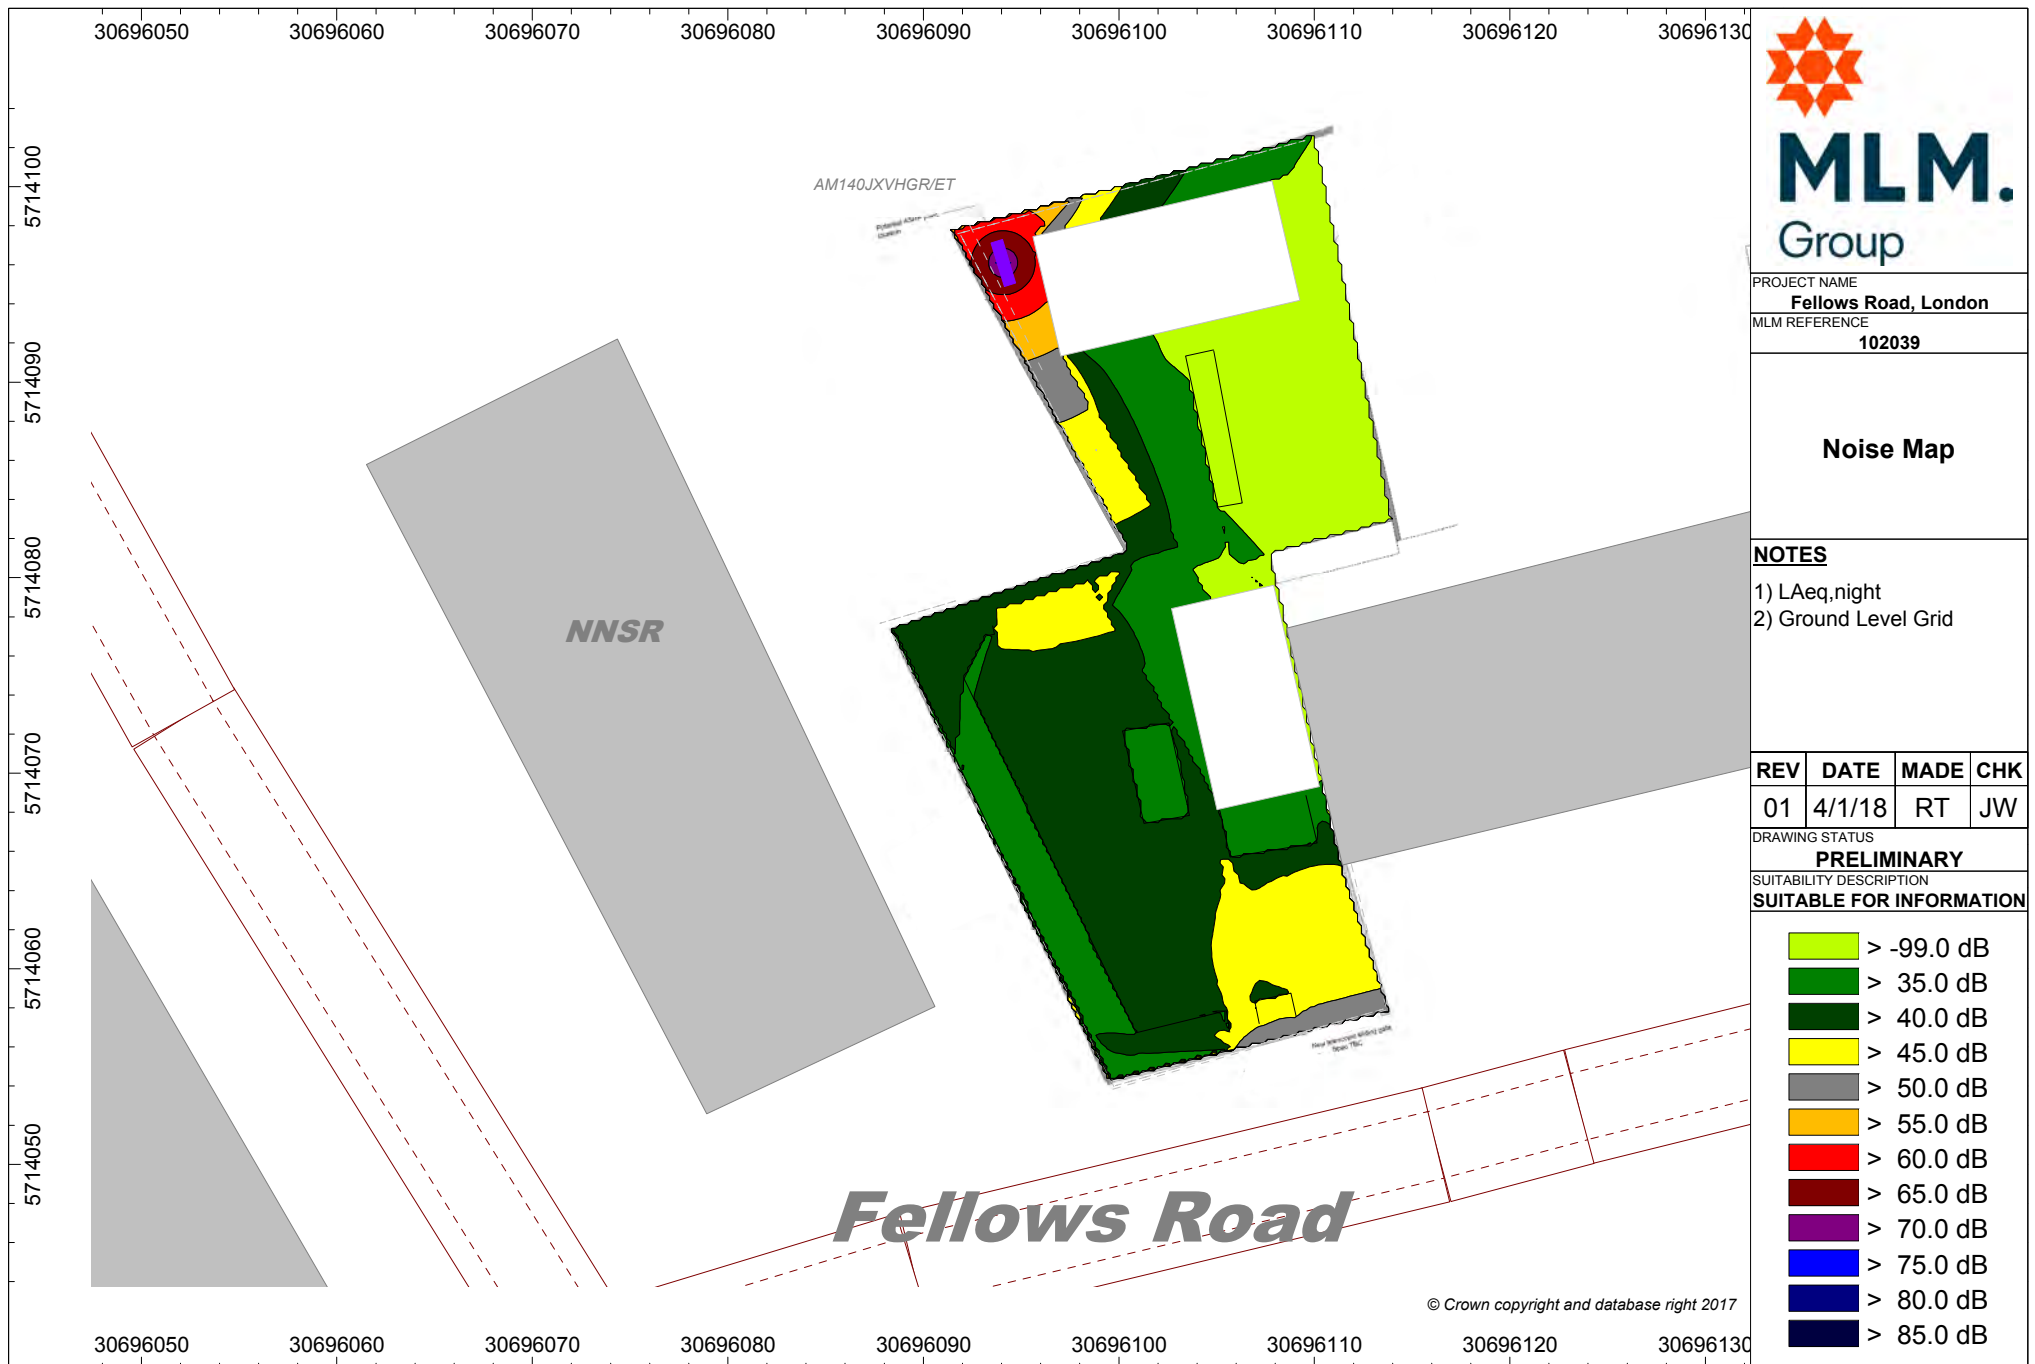 30696050 30696060 30696070 30696080 30696090 30696100 30696110 30696120 30696130
5714100
5714090
5714080
5714070
5714060
5714050
AM140JXVHGR/ET
NNSR
Fellows Road
© Crown copyright and database right 2017
30696050 30696060 30696070 30696080 30696090 30696100 30696110 30696120 30696130
MLM.
Group
PROJECT NAME
Fellows Road, London
MLM REFERENCE
102039
Noise Map
NOTES
1) LAeq,night
2) Ground Level Grid
REV DATE MADE CHK
01 4/1/18 RT JW
DRAWING STATUS
PRELIMINARY
SUITABILITY DESCRIPTION
SUITABLE FOR INFORMATION
> -99.0 dB
> 35.0 dB
> 40.0 dB
> 45.0 dB
> 50.0 dB
> 55.0 dB
> 60.0 dB
> 65.0 dB
> 70.0 dB
> 75.0 dB
> 80.0 dB
> 85.0 dB